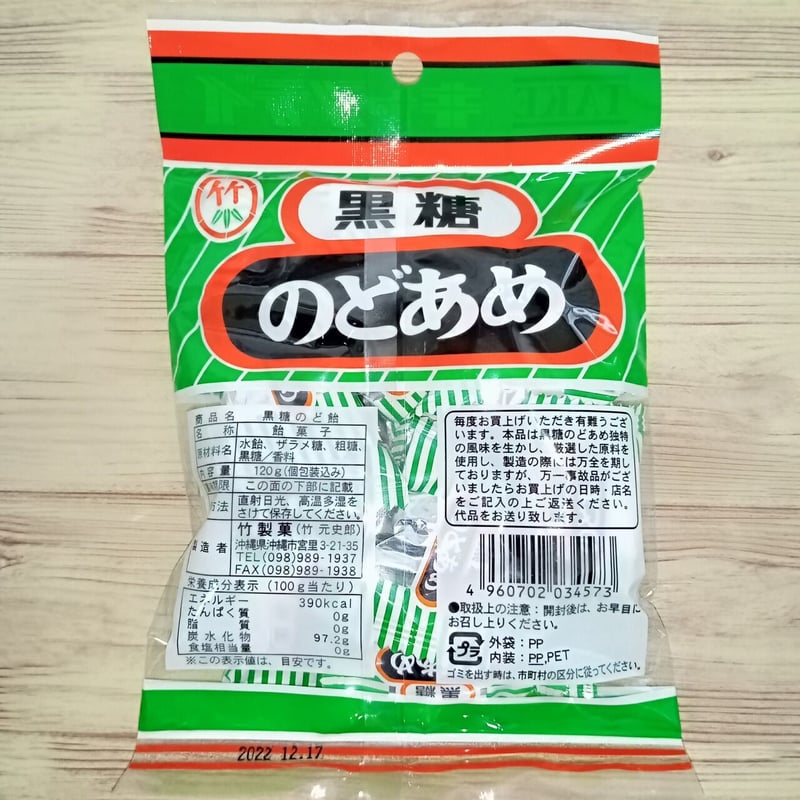 竹
黒糖
のどあめ
商品名 黒糖のど飴
名称 飴菓子
原材料名 水飴、ザラメ糖、粗糖、
黒糖/香料
内容量 120g(個包装込み)
期限 この面の下部に記載
方法 直射日光、高温多湿を
さけて保存してください。
製造者 竹製菓(竹 元史郎)
沖縄県沖縄市宮里3-21-35
TEL(098)989-1937
FAX(098)989-1938
栄養成分表示(100g当たり)
エネルギー 390kcal
たんぱく質 0g
脂質 0g
炭水化物 97.2g
食塩相当量 0g
※この表示値は、目安です。
毎度お買上げいただき有難うござ
います。本品は黒糖のどあめ独特
の風味を生かし、厳選した原料を
使用し、製造の際には万全を期し
ておりますが、万一事故品がござ
いましたらお買上げの日時・店名
をご記入の上ご返送ください。
代品をお送り致します。
4 960702 034573
●取扱上の注意:開封後は、お早目に
お召し上りください。
プラ 外袋:PP
内装:PP,PET
ゴミを出す時は、市町村の区分に従ってください。
黒糖
2022 12.17